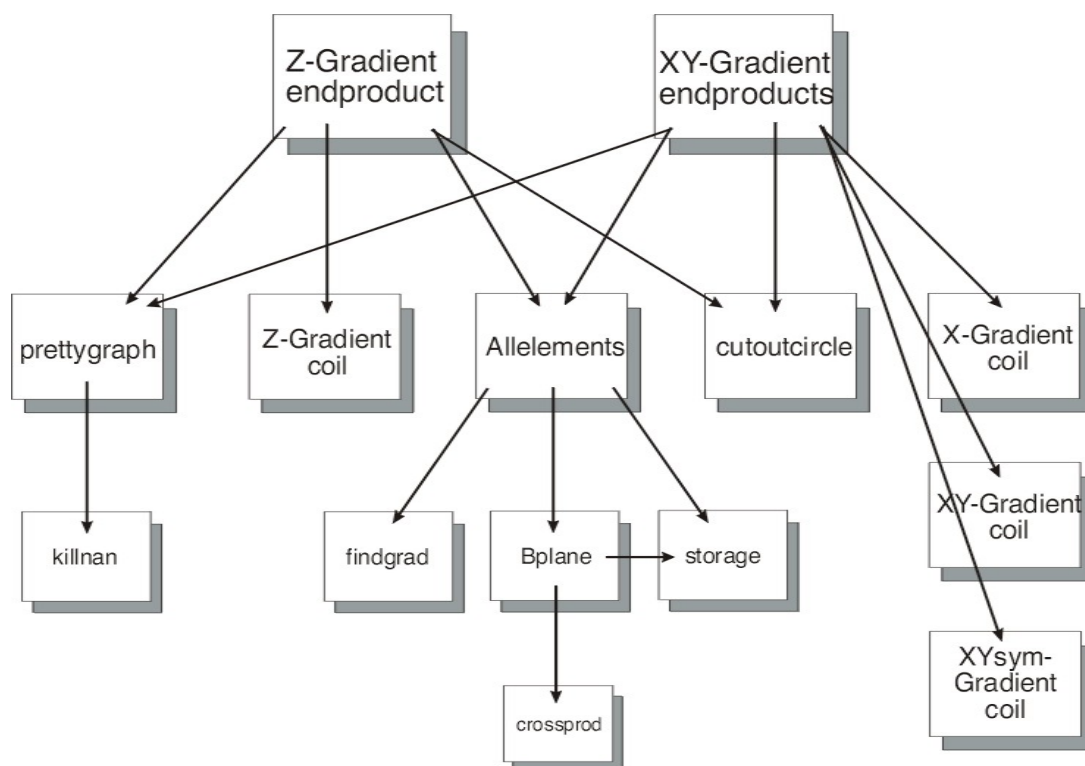 Z-Gradient
endproduct
XY-Gradient
endproducts
prettygraph
Z-Gradient
coil
Allelements
cutoutcircle
X-Gradient
coil
killnan
findgrad
Bplane
storage
XY-Gradient
coil
crossprod
XYsym-
Gradient
coil